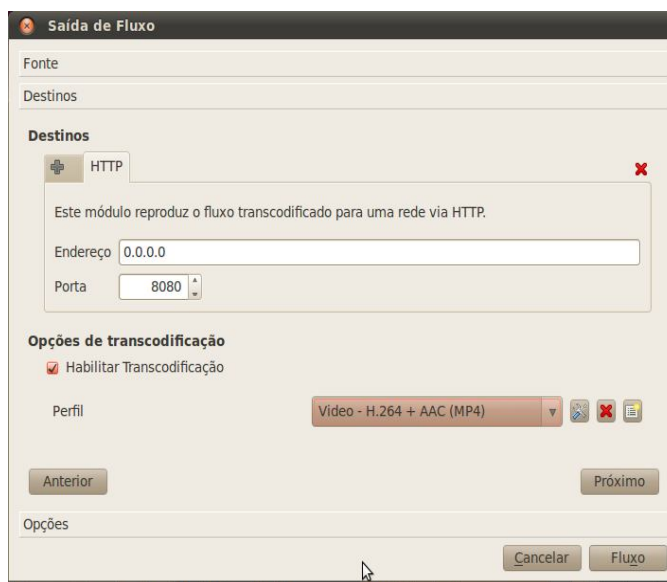 Saída de Fluxo
Fonte
Destinos
Destinos
HTTP
Este módulo reproduz o fluxo transcodificado para uma rede via HTTP.
Endereço 0.0.0.0
Porta 8080
Opções de transcodificação
Habilitar Transcodificação
Perfil Video - H.264 + AAC (MP4)
Anterior Próximo
Opções
Cancelar Fluxo